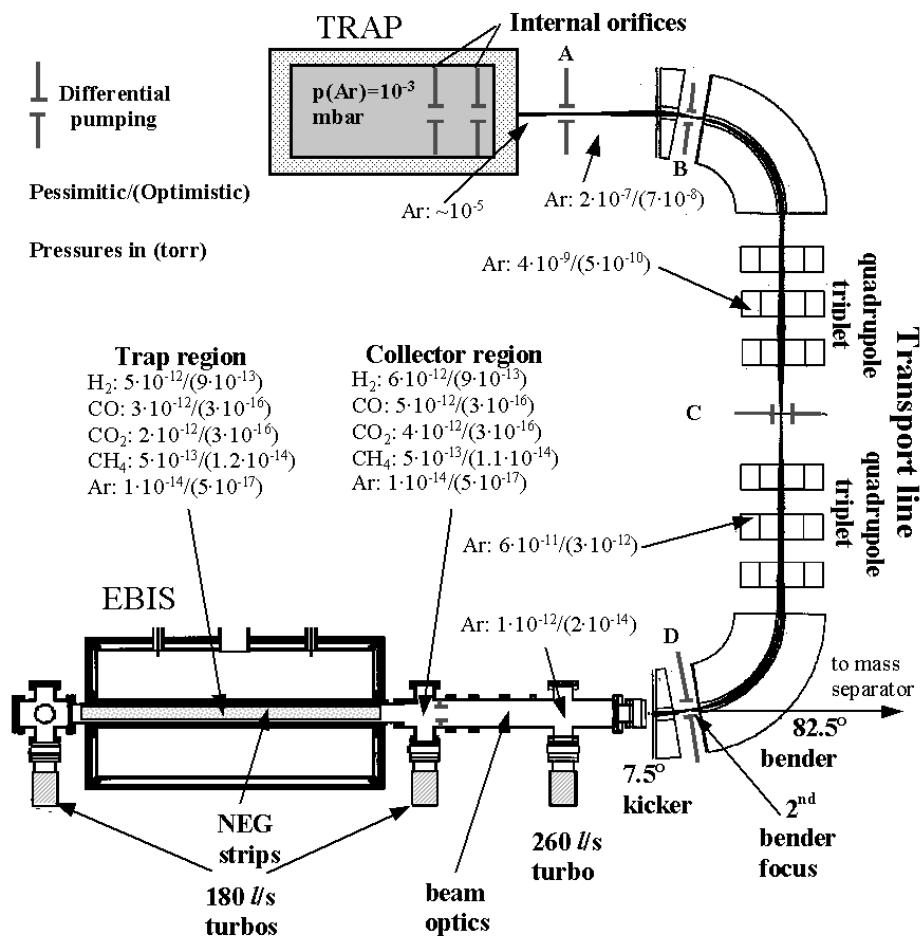 TRAP
Internal orifices
A
Differential
pumping
p(Ar)=10⁻³
mbar
B
Pessimitic/(Optimistic)
Ar: ~10⁻⁵
Ar: 2·10⁻⁷/(7·10⁻⁸)
Pressures in (torr)
Ar: 4·10⁻⁹/(5·10⁻¹⁰)
quadrupole
triplet
Transport line
Trap region
H₂: 5·10⁻¹²/(9·10⁻¹³)
CO: 3·10⁻¹²/(3·10⁻¹⁶)
CO₂: 2·10⁻¹²/(3·10⁻¹⁶)
CH₄: 5·10⁻¹³/(1.2·10⁻¹⁴)
Ar: 1·10⁻¹⁴/(5·10⁻¹⁷)
Collector region
H₂: 6·10⁻¹²/(9·10⁻¹³)
CO: 5·10⁻¹²/(3·10⁻¹⁶)
CO₂: 4·10⁻¹²/(3·10⁻¹⁶)
CH₄: 5·10⁻¹³/(1.1·10⁻¹⁴)
Ar: 1·10⁻¹⁴/(5·10⁻¹⁷)
C
quadrupole
triplet
Ar: 6·10⁻¹¹/(3·10⁻¹²)
EBIS
Ar: 1·10⁻¹²/(2·10⁻¹⁴)
D
to mass
separator
82.5°
bender
7.5°
kicker
2ⁿᵈ
bender
focus
NEG
strips
180 l/s
turbos
beam
optics
260 l/s
turbo